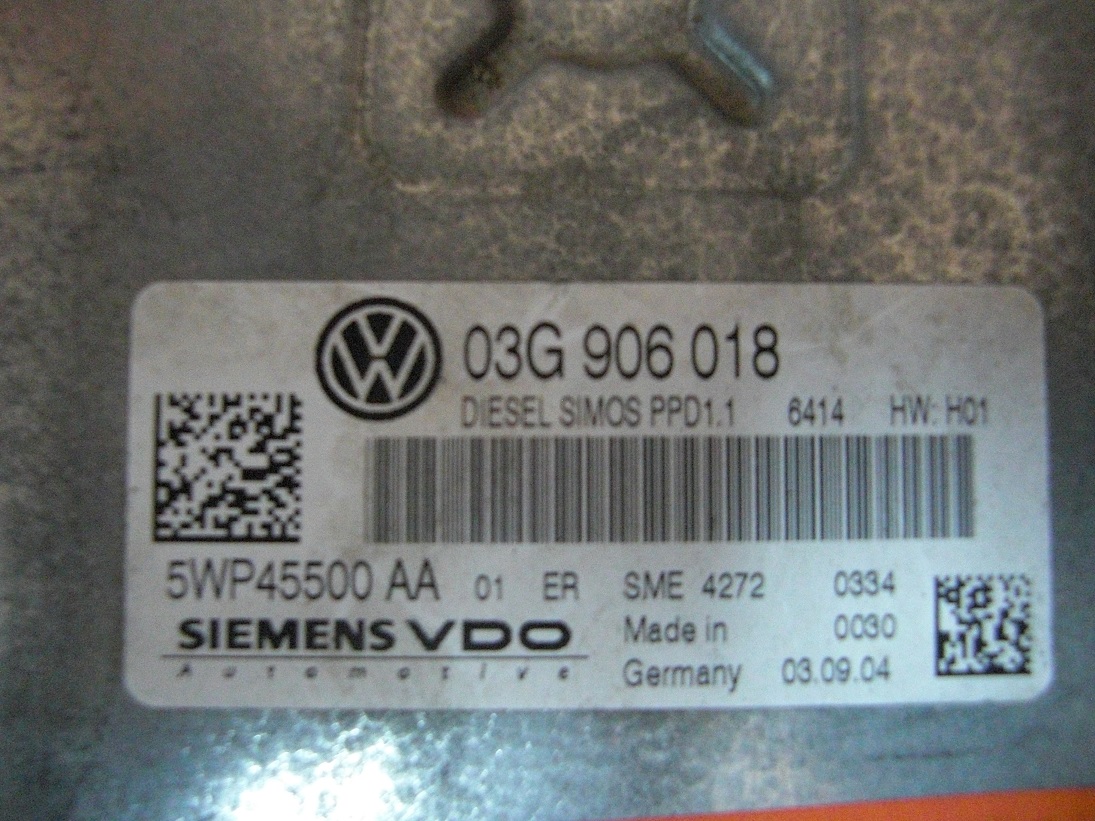 03G 906 018
DIESEL SIMOS PPD1.1 6414 HW: H01
5WP45500 AA 01 ER SME 4272 0334
SIEMENS VDO Made in 0030
Automotive Germany 03.09.04